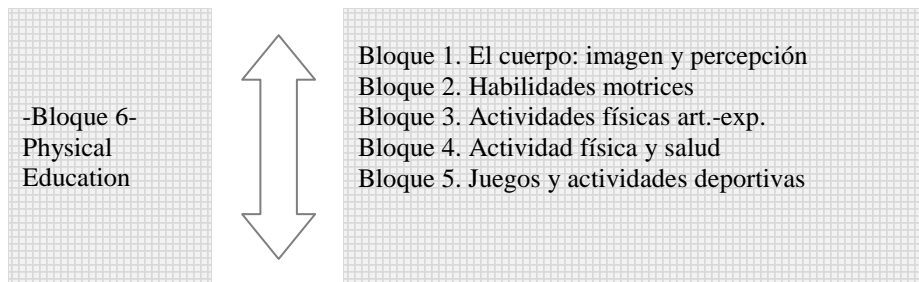 -Bloque 6-
Physical
Education
Bloque 1. El cuerpo: imagen y percepción
Bloque 2. Habilidades motrices
Bloque 3. Actividades físicas art.-exp.
Bloque 4. Actividad física y salud
Bloque 5. Juegos y actividades deportivas